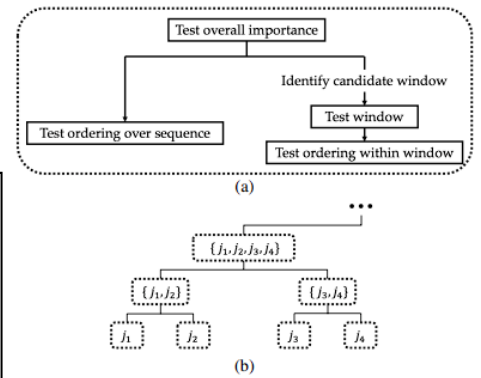 Test overall importance
Identify candidate window
Test ordering over sequence
Test window
Test ordering within window
(a)
•••
{j₁,j₂,j₃,j₄}
{j₁,j₂}
{j₃,j₄}
j₁
j₂
j₃
j₄
(b)